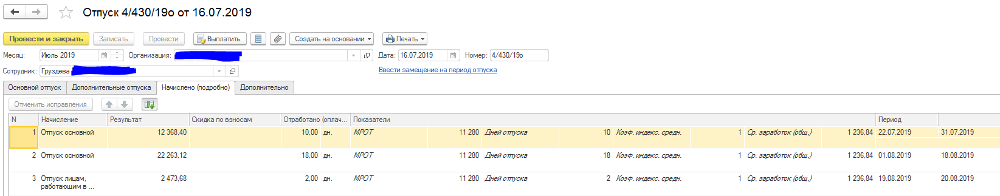 Отпуск 4/430/19о от 16.07.2019
Провести и закрыть Записать Провести Выплатить Создать на основании Печать
Месяц: Июль 2019 Организация: Дата: 16.07.2019 Номер: 4/430/19о
Сотрудник: Груздева Ввести замещение на период отпуска
Основной отпуск Дополнительные отпуска Начислено (подробно) Дополнительно
Отменить исправления
N Начисление Результат Скидка по взносам Отработано (оплач... Показатели Период
1 Отпуск основной 12 368,40 10,00 дн. МРОТ 11 280 Дней отпуска 10 Коэф. индекс. средн. 1 Ср. заработок (общ.) 1 236,84 22.07.2019 31.07.2019
2 Отпуск основной 22 263,12 18,00 дн. МРОТ 11 280 Дней отпуска 18 Коэф. индекс. средн. 1 Ср. заработок (общ.) 1 236,84 01.08.2019 18.08.2019
3 Отпуск лицам, 2 473,68 2,00 дн. МРОТ 11 280 Дней отпуска 2 Коэф. индекс. средн. 1 Ср. заработок (общ.) 1 236,84 19.08.2019 20.08.2019
работающим в ...